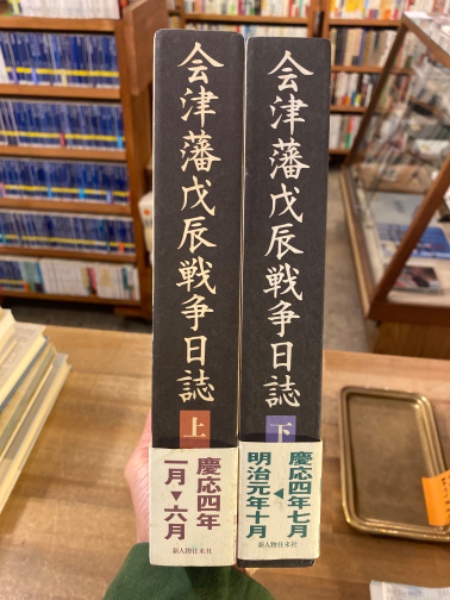 会津藩戊辰戦争日誌
上
慶応四年
一月▼六月
新人物往来社
会津藩戊辰戦争日誌
下
慶応四年七月
▼
明治元年十月
新人物往来社